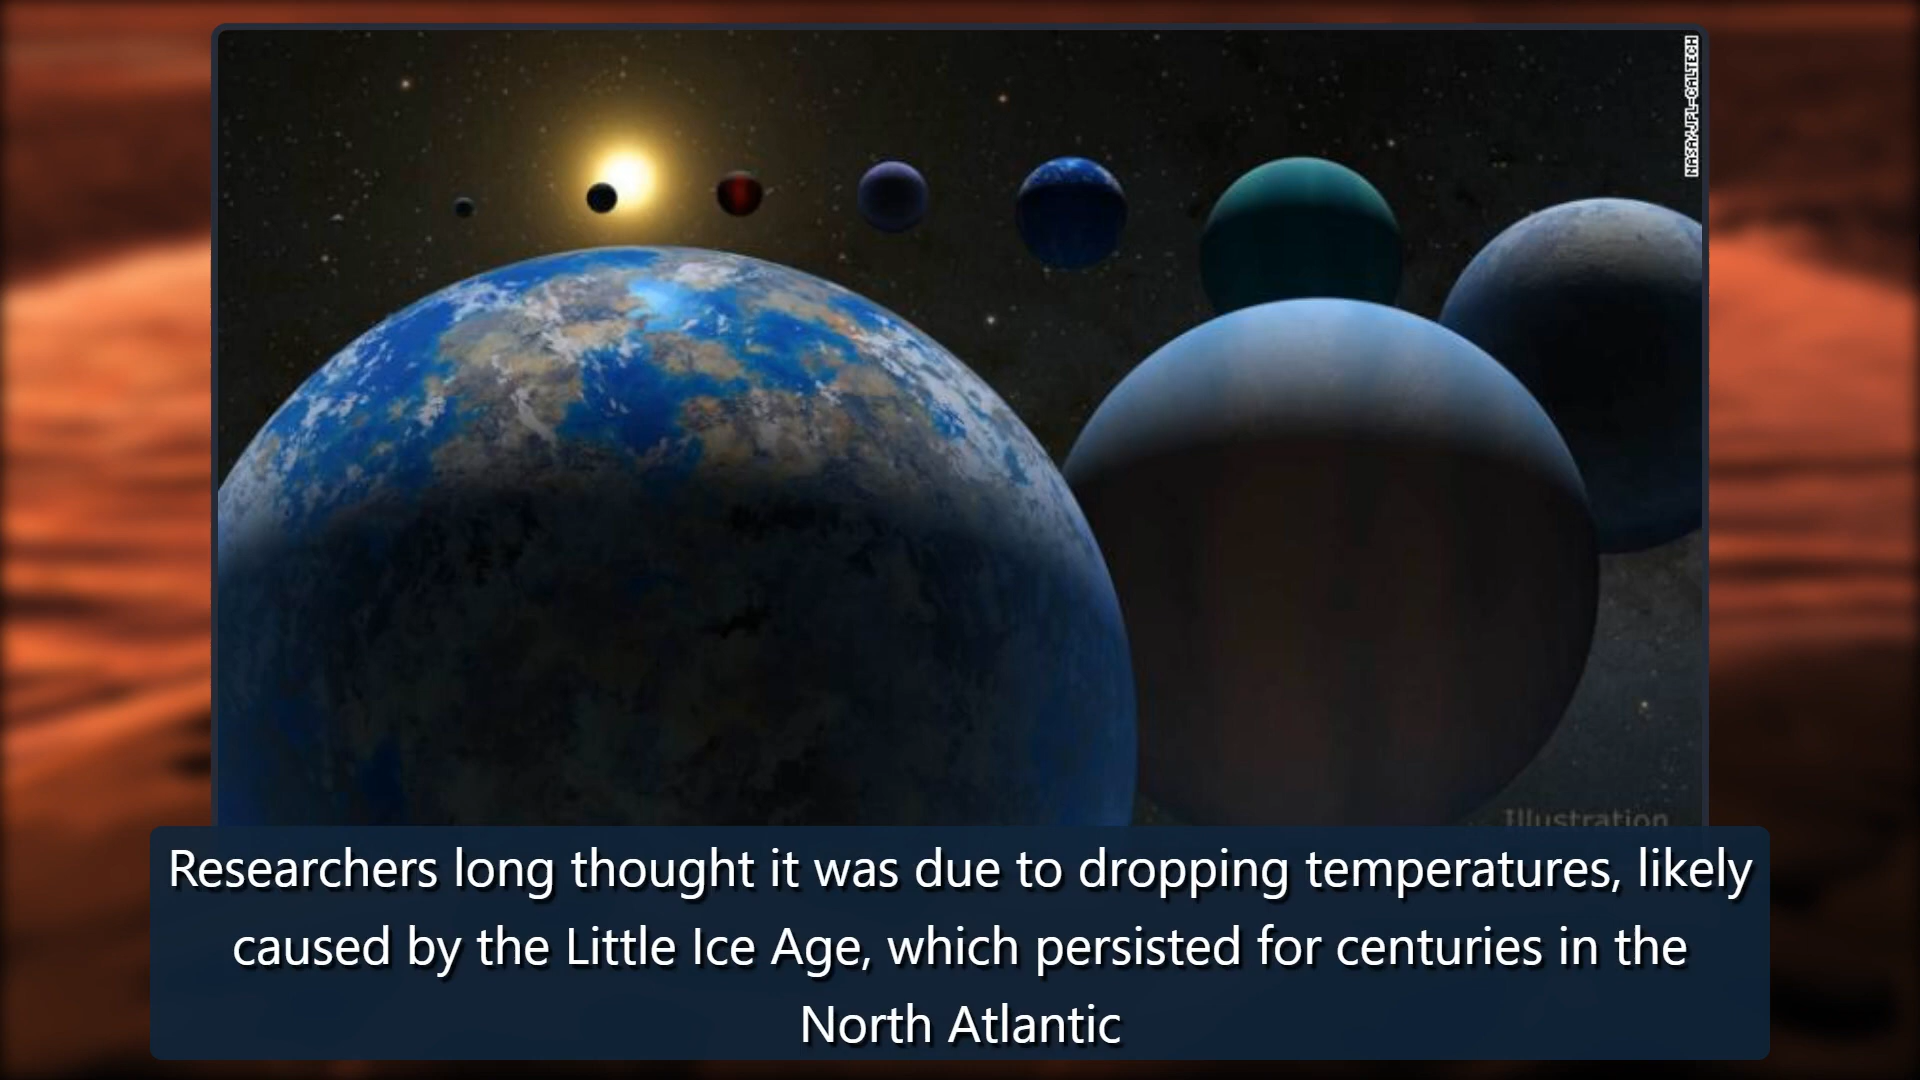 NASA/JPL-CALTECH
Illustration
Researchers long thought it was due to dropping temperatures, likely
caused by the Little Ice Age, which persisted for centuries in the
North Atlantic